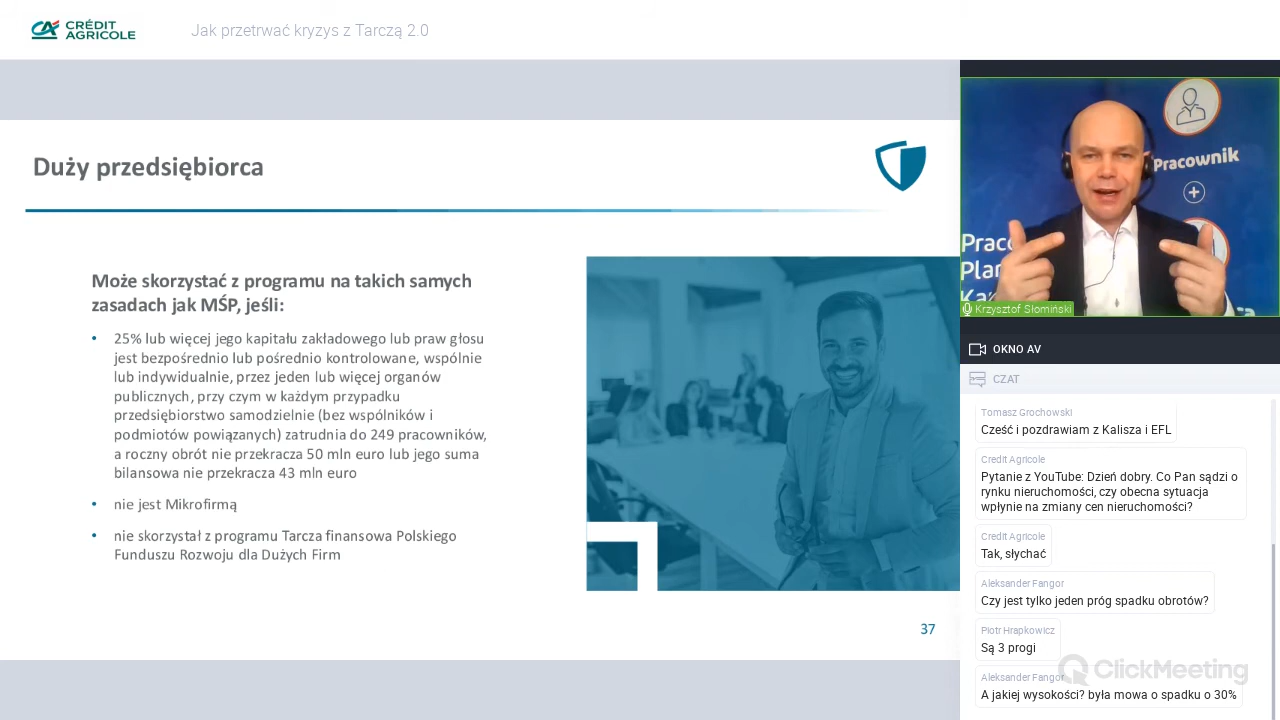 CRÉDIT
AGRICOLE
Jak przetrwać kryzys z Tarczą 2.0
Duży przedsiębiorca
Może skorzystać z programu na takich samych
zasadach jak MŚP, jeśli:
• 25% lub więcej jego kapitału zakładowego lub praw głosu
jest bezpośrednio lub pośrednio kontrolowane, wspólnie
lub indywidualnie, przez jeden lub więcej organów
publicznych, przy czym w każdym przypadku
przedsiębiorstwo samodzielnie (bez wspólników i
podmiotów powiązanych) zatrudnia do 249 pracowników,
a roczny obrót nie przekracza 50 mln euro lub jego suma
bilansowa nie przekracza 43 mln euro
• nie jest Mikrofirmą
• nie skorzystał z programu Tarcza finansowa Polskiego
Funduszu Rozwoju dla Dużych Firm
37
Pracownik
Krzysztof Słomiński
OKNO AV
CZAT
Tomasz Grochowski
Cześć i pozdrawiam z Kalisza i EFL
Credit Agricole
Pytanie z YouTube: Dzień dobry. Co Pan sądzi o
rynku nieruchomości, czy obecna sytuacja
wpłynie na zmiany cen nieruchomości?
Credit Agricole
Tak, słychać
Aleksander Fangor
Czy jest tylko jeden próg spadku obrotów?
Piotr Hrapkowicz
Są 3 progi
Aleksander Fangor
A jakiej wysokości? była mowa o spadku o 30%
ClickMeeting